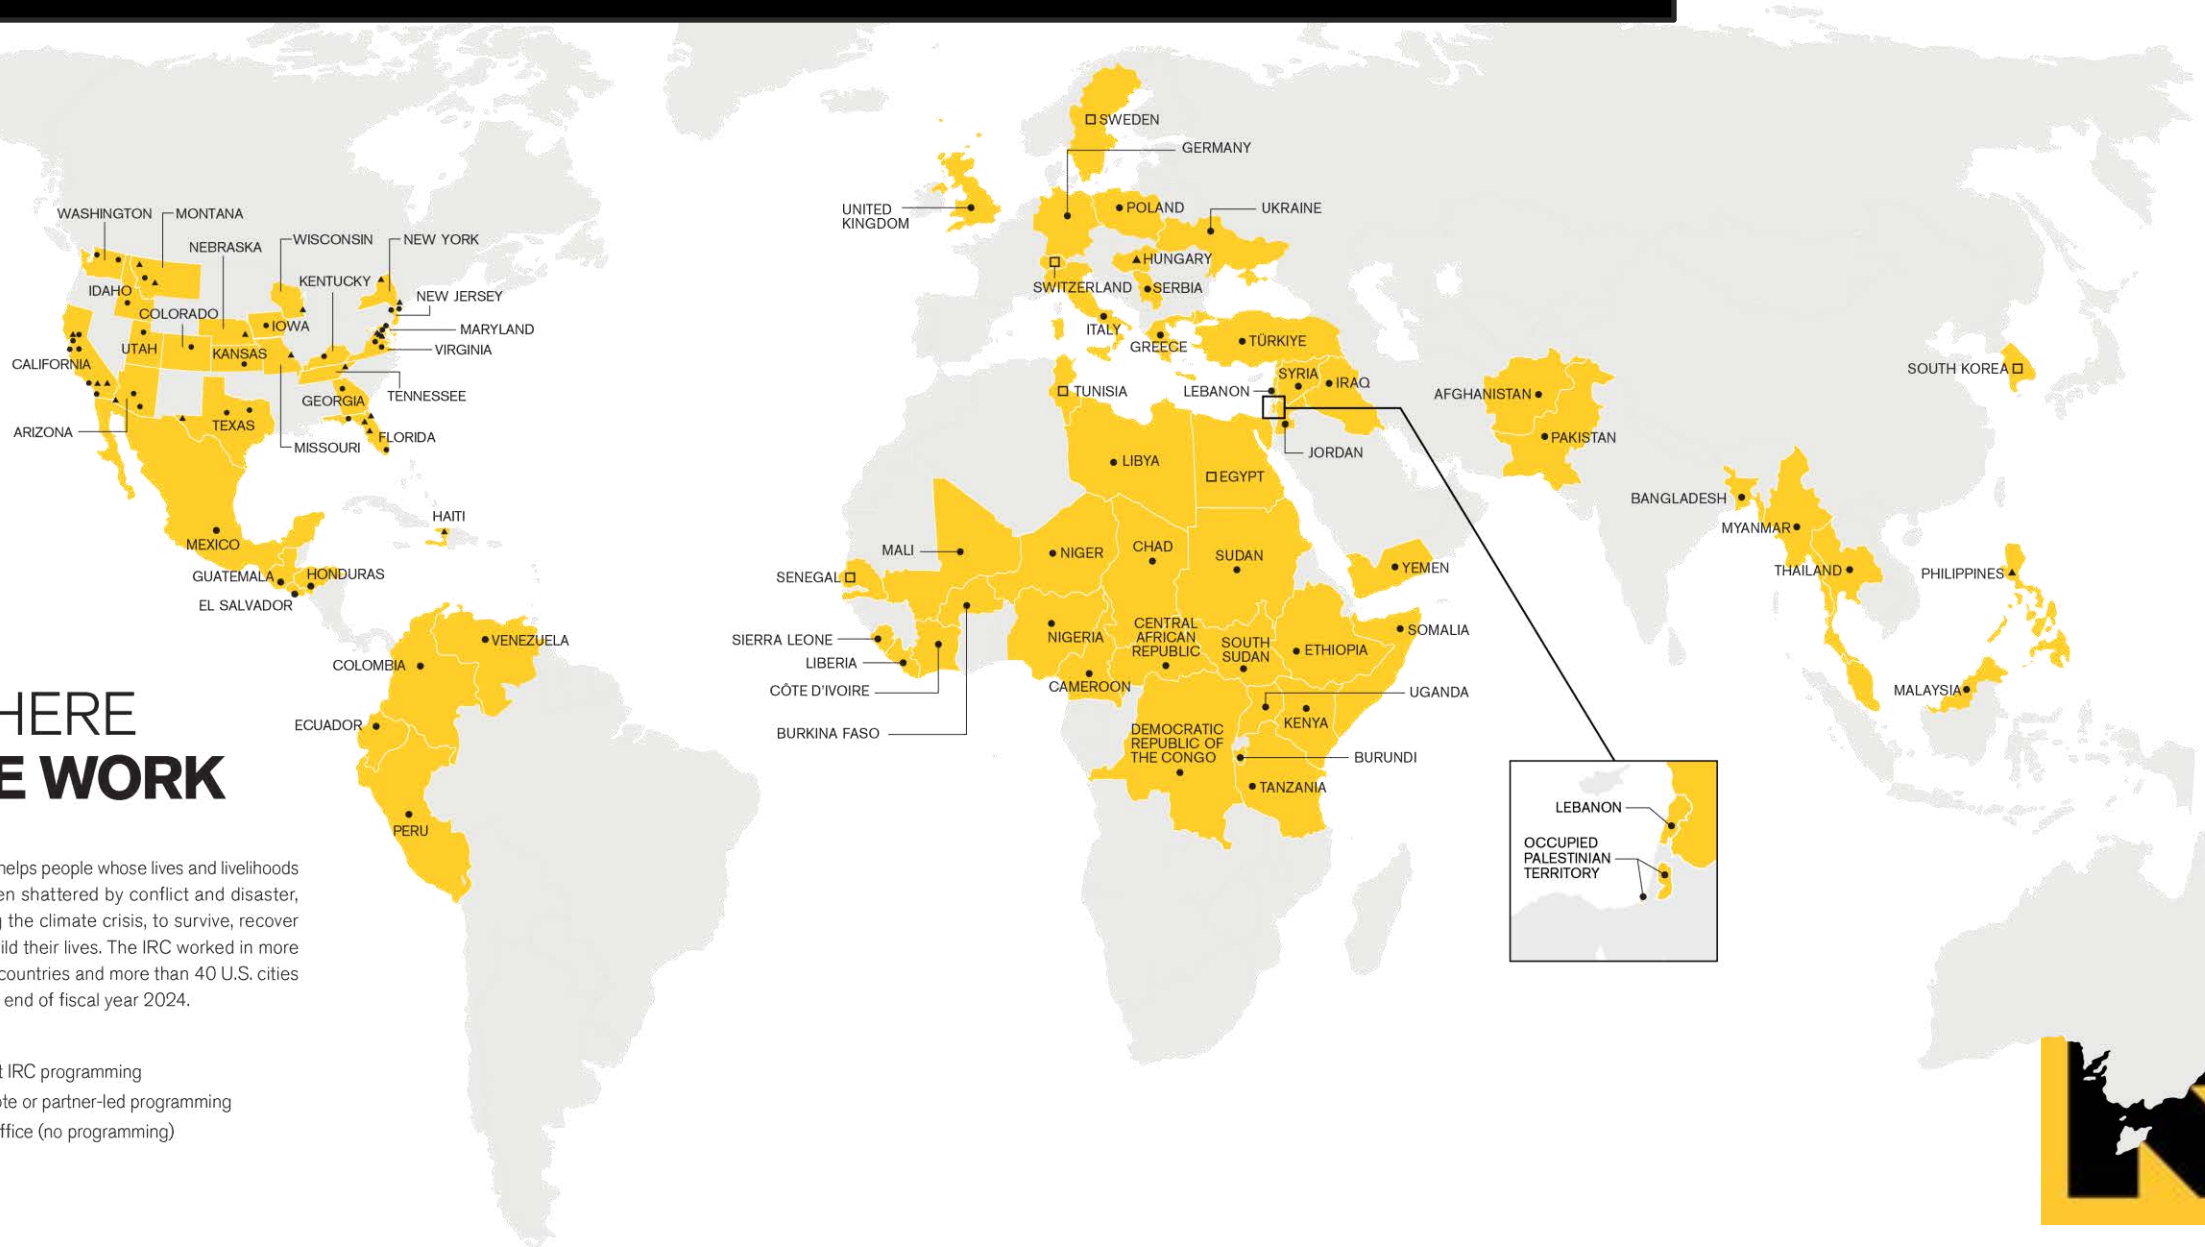 SWEDEN
GERMANY
UNITED
KINGDOM
POLAND
UKRAINE
HUNGARY
SWITZERLAND
SERBIA
ITALY
GREECE
TÜRKIYE
WASHINGTON
MONTANA
NEBRASKA
WISCONSIN
NEW YORK
KENTUCKY
IDAHO
NEW JERSEY
COLORADO
IOWA
MARYLAND
UTAH
KANSAS
VIRGINIA
CALIFORNIA
GEORGIA
TENNESSEE
ARIZONA
TEXAS
MISSOURI
FLORIDA
HAITI
MEXICO
GUATEMALA
HONDURAS
EL SALVADOR
VENEZUELA
COLOMBIA
ECUADOR
PERU
TUNISIA
LEBANON
SYRIA
IRAQ
JORDAN
LIBYA
EGYPT
MALI
NIGER
CHAD
SUDAN
SENEGAL
YEMEN
SIERRA LEONE
LIBERIA
CÔTE D'IVOIRE
BURKINA FASO
NIGERIA
CENTRAL
AFRICAN
REPUBLIC
SOUTH
SUDAN
ETHIOPIA
SOMALIA
CAMEROON
UGANDA
KENYA
DEMOCRATIC
REPUBLIC OF
THE CONGO
BURUNDI
TANZANIA
AFGHANISTAN
PAKISTAN
SOUTH KOREA
BANGLADESH
MYANMAR
THAILAND
PHILIPPINES
MALAYSIA
LEBANON
OCCUPIED
PALESTINIAN
TERRITORY
HERE
E WORK
helps people whose lives and livelihoods
en shattered by conflict and disaster,
g the climate crisis, to survive, recover
ild their lives. The IRC worked in more
countries and more than 40 U.S. cities
end of fiscal year 2024.
t IRC programming
ote or partner-led programming
ffice (no programming)